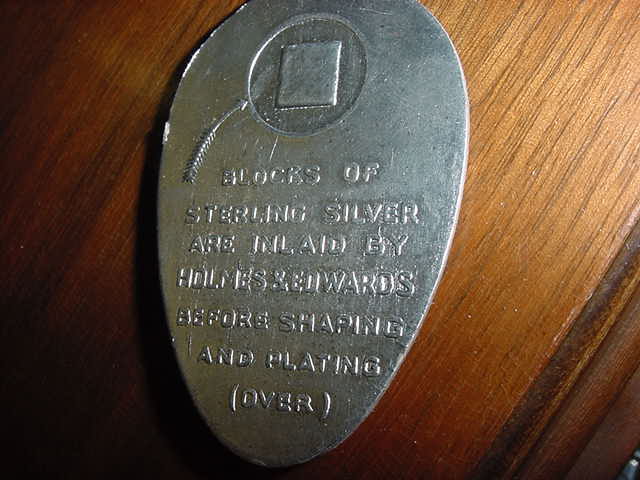 BLOCKS OF
STERLING SILVER
ARE INLAID BY
HOLMES & EDWARDS
BEFORE SHAPING
AND PLATING
(OVER)